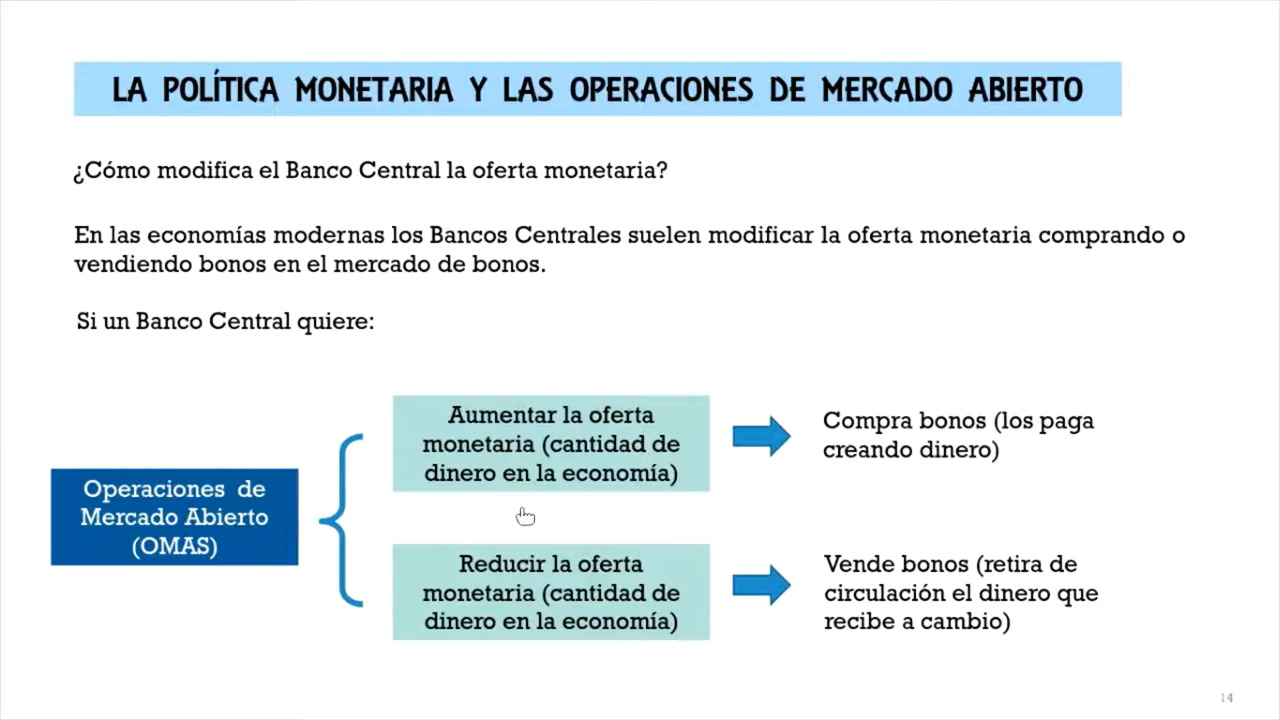 LA POLÍTICA MONETARIA Y LAS OPERACIONES DE MERCADO ABIERTO
¿Cómo modifica el Banco Central la oferta monetaria?
En las economías modernas los Bancos Centrales suelen modificar la oferta monetaria comprando o
vendiendo bonos en el mercado de bonos.
Si un Banco Central quiere:
Operaciones de
Mercado Abierto
(OMAS)
Aumentar la oferta
monetaria (cantidad de
dinero en la economía)
Compra bonos (los paga
creando dinero)
Reducir la oferta
monetaria (cantidad de
dinero en la economía)
Vende bonos (retira de
circulación el dinero que
recibe a cambio)
14